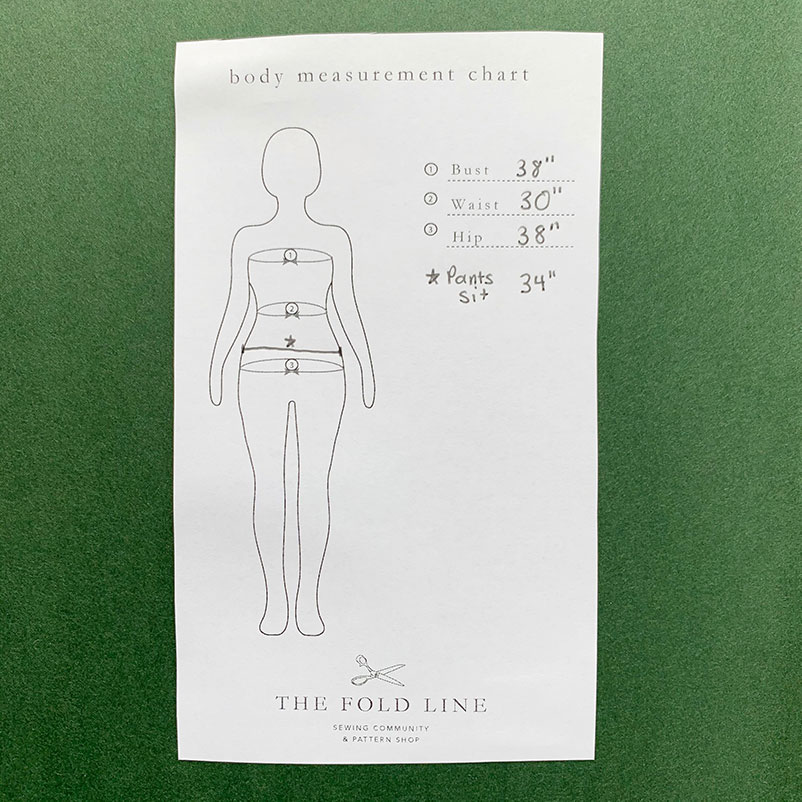 body measurement chart
① Bust 38"
② Waist 30"
③ Hip 38"
★ Pants 34"
Sit
1
2
★
3
THE FOLD LINE
SEWING COMMUNITY
& PATTERN SHOP